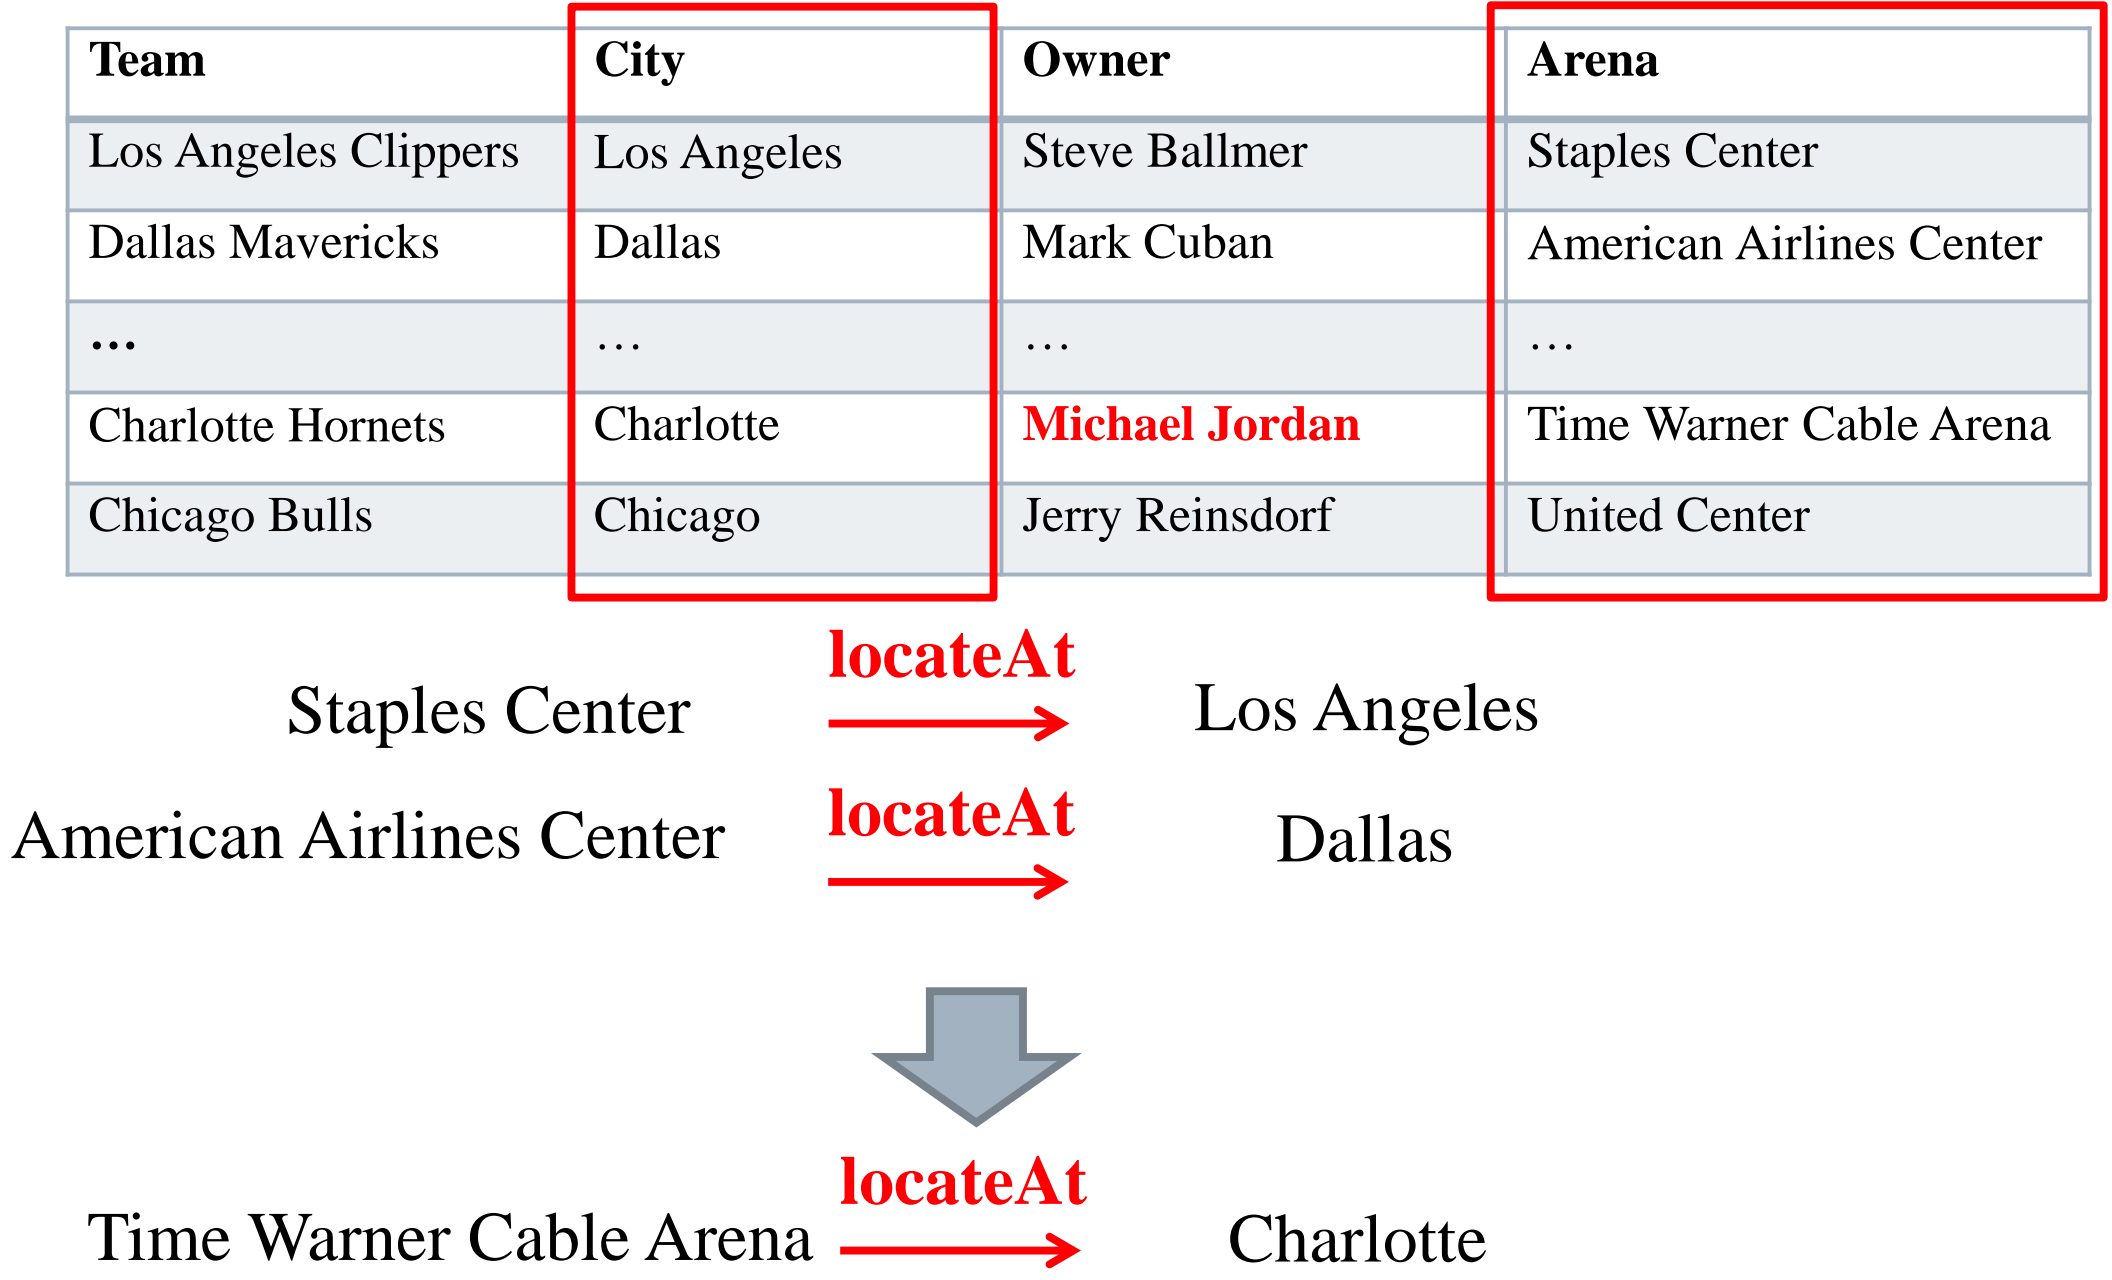 Team City Owner Arena
Los Angeles Clippers Los Angeles Steve Ballmer Staples Center
Dallas Mavericks Dallas Mark Cuban American Airlines Center
… … … …
Charlotte Hornets Charlotte Michael Jordan Time Warner Cable Arena
Chicago Bulls Chicago Jerry Reinsdorf United Center
locateAt
Staples Center Los Angeles
locateAt
American Airlines Center Dallas
locateAt
Time Warner Cable Arena Charlotte